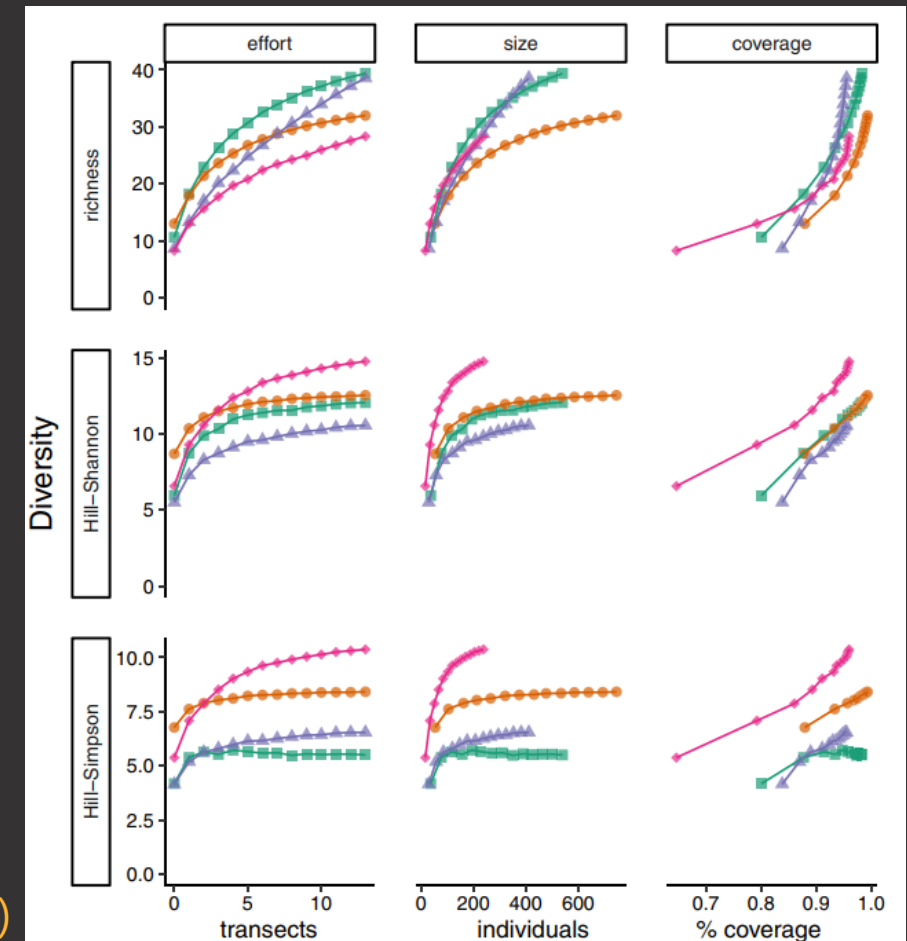 effort size coverage
richness
40
30
20
10
0
Diversity
Hill–Shannon
15
10
5
0
Hill–Simpson
10.0
7.5
5.0
2.5
0.0
0 5 10 0 200 400 600 0.7 0.8 0.9 1.0
transects individuals % coverage